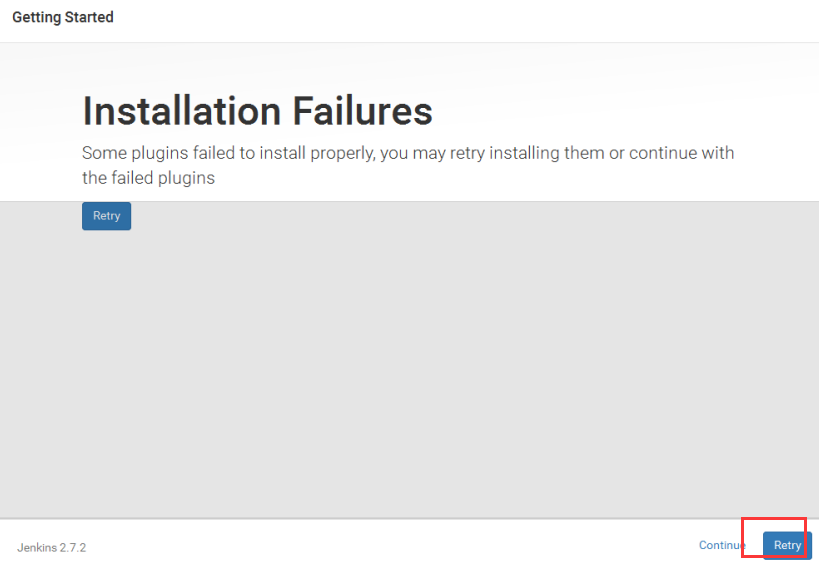 Getting Started
Installation Failures
Some plugins failed to install properly, you may retry installing them or continue with
the failed plugins
Retry
Jenkins 2.7.2
Continue
Retry